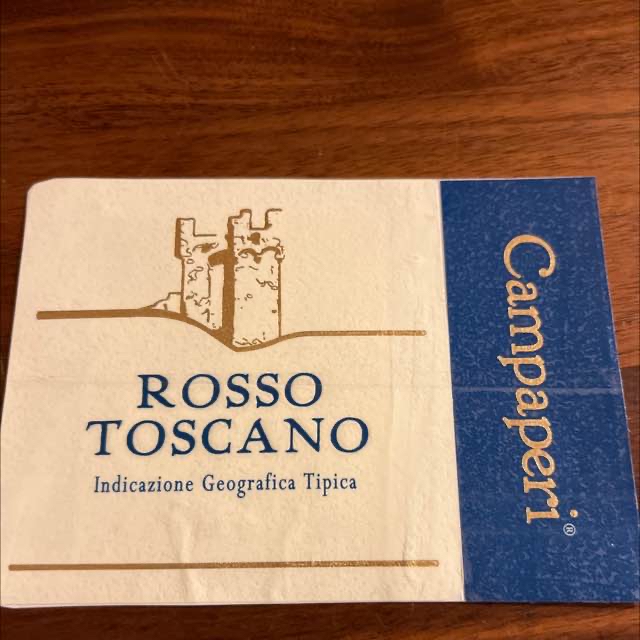 ROSSO
TOSCANO
Indicazione Geografica Tipica
Campaperi®